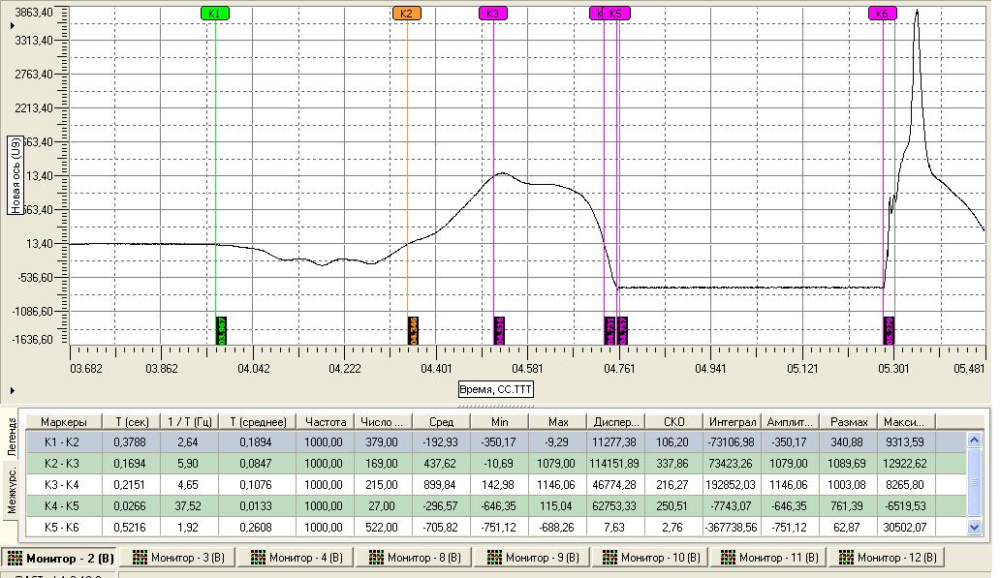 3863,40 K1 K2 K3 K K5 K6
3313,40
2763,40
2213,40
63,40
13,40
63,40
13,40
-536,60
-1086,60
-1636,60
Новая ось (U9)
03.967 04.346 04.516 04.731 04.757 05.279
03.682 03.862 04.042 04.222 04.401 04.581 04.761 04.941 05.121 05.301 05.481
Время, СС.ТТТ
Легенда
Межкурс.
Маркеры T (сек) 1 / T (Гц) T (среднее) Частота Число ... Сред Min Max Диспер... СКО Интеграл Амплит... Размах Макси...
K1 - K2 0,3788 2,64 0,1894 1000,00 379,00 -192,93 -350,17 -9,29 11277,38 106,20 -73106,98 -350,17 340,88 9313,59
K2 - K3 0,1694 5,90 0,0847 1000,00 169,00 437,62 -10,69 1079,00 114151,89 337,86 73423,26 1079,00 1089,69 12922,62
K3 - K4 0,2151 4,65 0,1076 1000,00 215,00 899,84 142,98 1146,06 46774,28 216,27 192852,03 1146,06 1003,08 8265,80
K4 - K5 0,0266 37,52 0,0133 1000,00 27,00 -296,57 -646,35 115,04 62753,33 250,51 -7743,07 -646,35 761,39 -6519,53
K5 - K6 0,5216 1,92 0,2608 1000,00 522,00 -705,82 -751,12 -688,26 7,63 2,76 -367738,56 -751,12 62,87 30502,07
Монитор - 2 (В) Монитор - 3 (В) Монитор - 4 (В) Монитор - 8 (В) Монитор - 9 (В) Монитор - 10 (В) Монитор - 11 (В) Монитор - 12 (В)